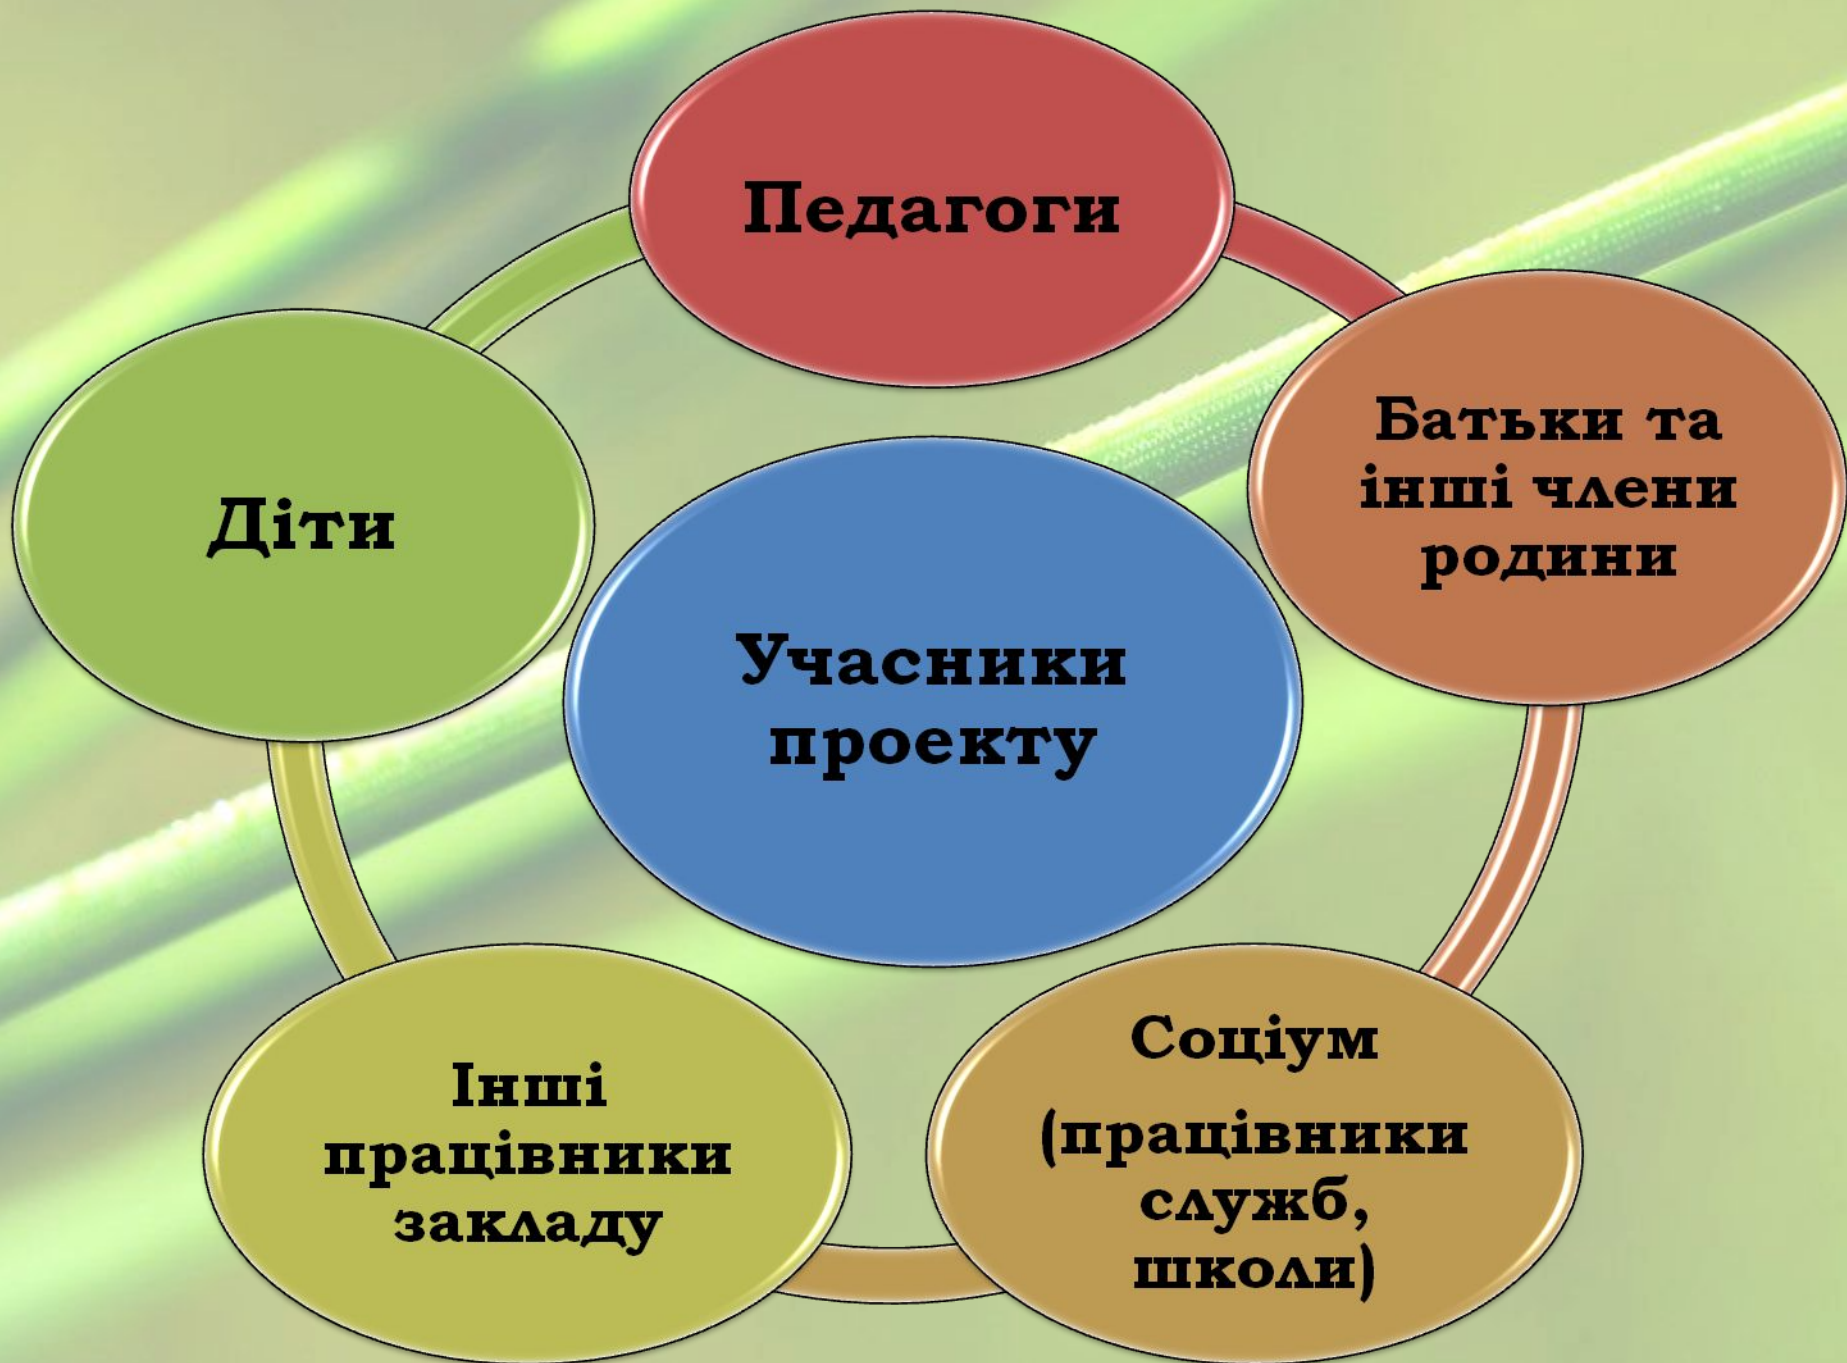 Педагоги
Батьки та
інші члени
родини
Діти
Учасники
проекту
Соціум
(працівники
служб,
школи)
Інші
працівники
закладу